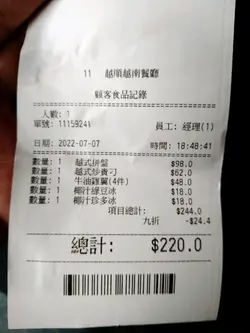 11 越順越南餐廳
顧客食品記錄
人數: 1
單號: 11159241 員工: 經理(1)
日期: 2022-07-07 時間: 18:48:41
數量: 1 越式拼盤 $98.0
數量: 1 越式炒貴刁 $62.0
數量: 1 牛油雞翼(4件) $48.0
數量: 1 椰汁綠豆冰 $18.0
數量: 1 椰汁珍多冰 $18.0
項目總計: $244.0
九折 -$24.4
總計: $220.0